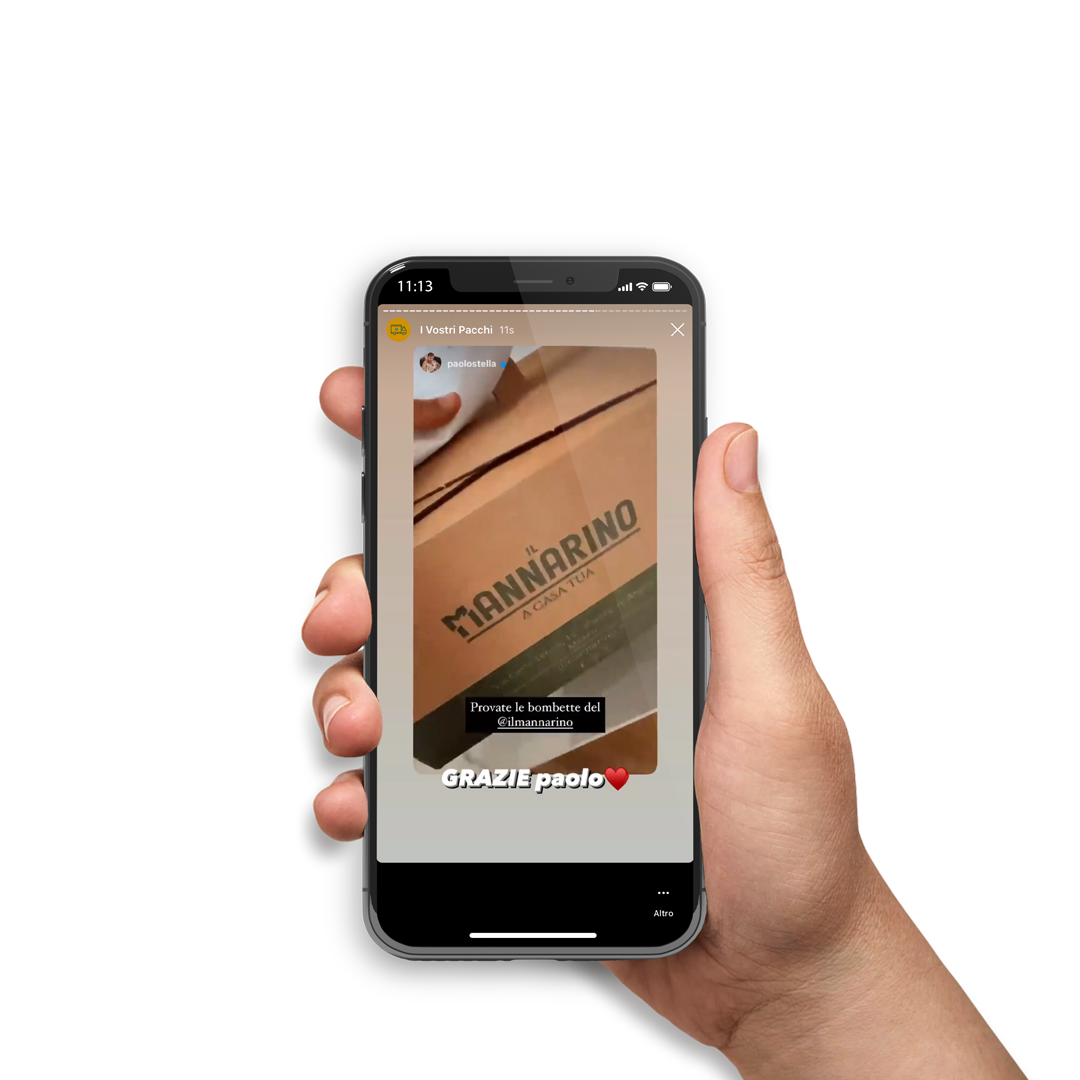 11:13
I Vostri Pacchi 11s
paolostella
IL
MANNARINO
A CASA TUA
Provate le bombette del
@ilmannarino
GRAZIE paolo❤️
Altro